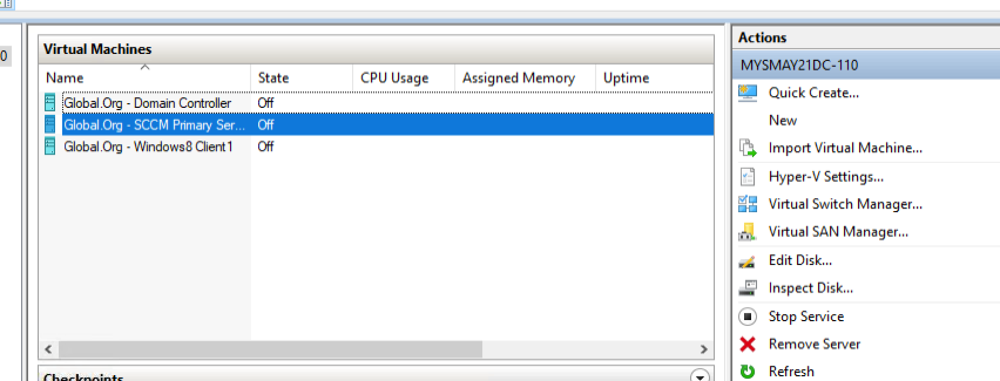 0
Virtual Machines
Name State CPU Usage Assigned Memory Uptime
Global.Org - Domain Controller Off
Global.Org - SCCM Primary Ser... Off
Global.Org - Windows8 Client1 Off
Checkpoints
Actions
MYSMAY21DC-110
Quick Create...
New
Import Virtual Machine...
Hyper-V Settings...
Virtual Switch Manager...
Virtual SAN Manager...
Edit Disk...
Inspect Disk...
Stop Service
Remove Server
Refresh